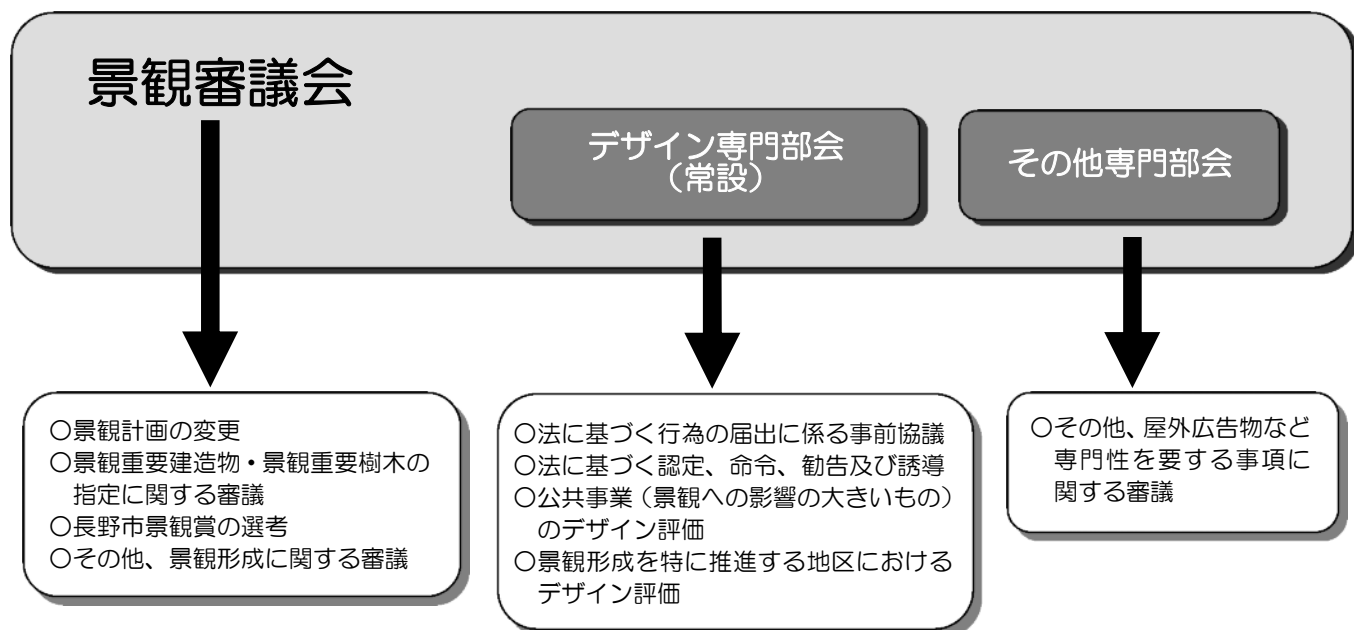 景観審議会
デザイン専門部会
（常設）
その他専門部会
○景観計画の変更
○景観重要建造物・景観重要樹木の
指定に関する審議
○長野市景観賞の選考
○その他、景観形成に関する審議
○法に基づく行為の届出に係る事前協議
○法に基づく認定、命令、勧告及び誘導
○公共事業（景観への影響の大きいもの）
のデザイン評価
○景観形成を特に推進する地区における
デザイン評価
○その他、屋外広告物など
専門性を要する事項に
関する審議